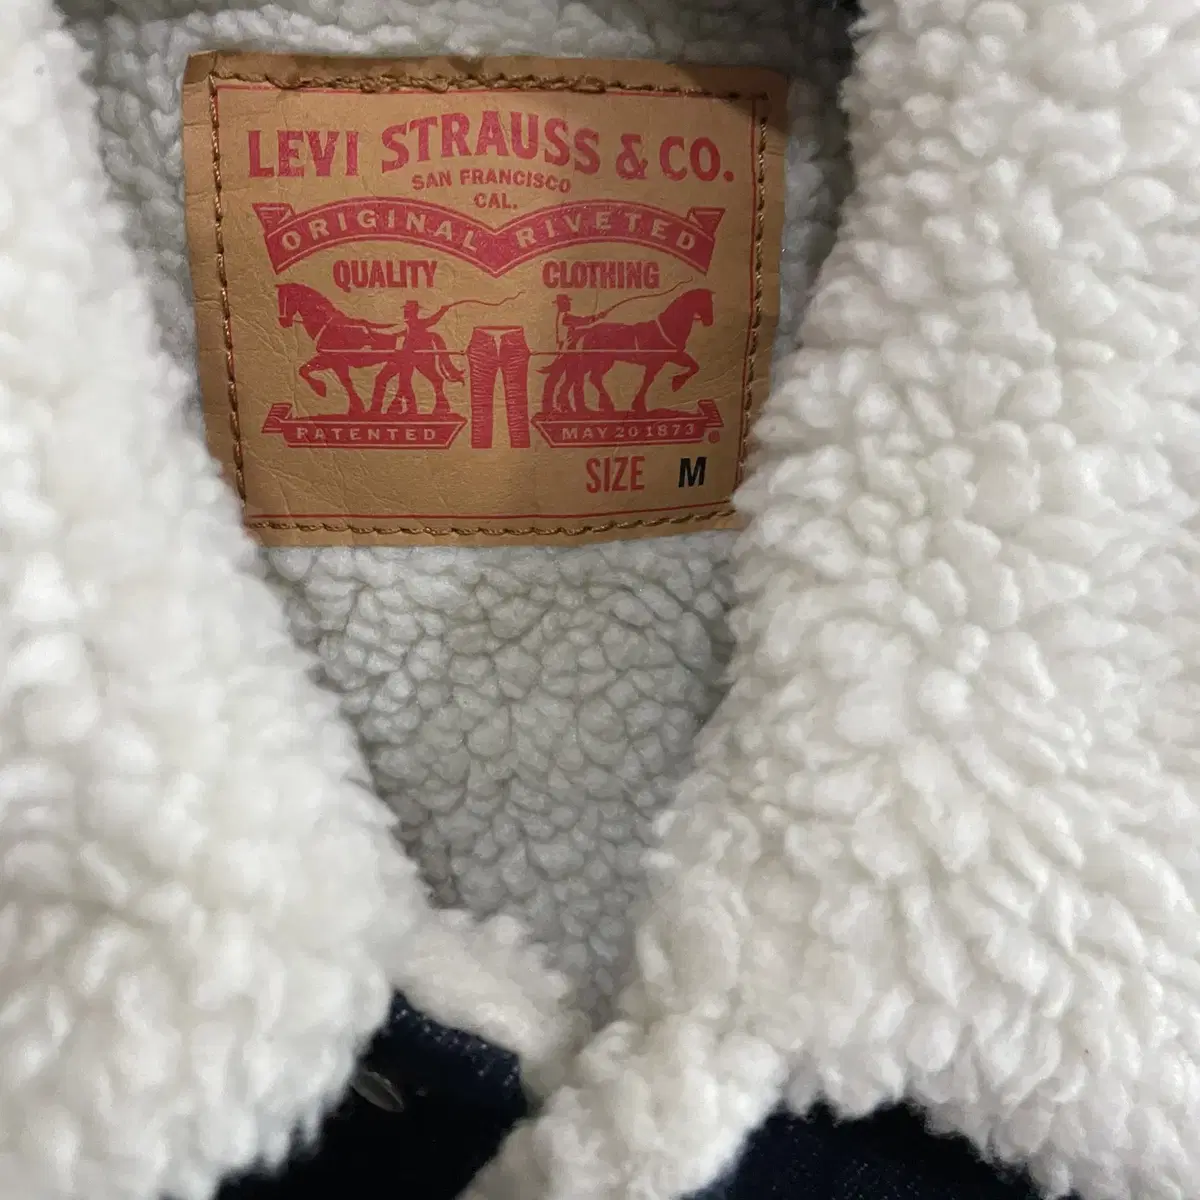 LEVI STRAUSS & CO.
SAN FRANCISCO
CAL.
ORIGINAL RIVETED
QUALITY CLOTHING
PATENTED MAY 20 1873
SIZE M